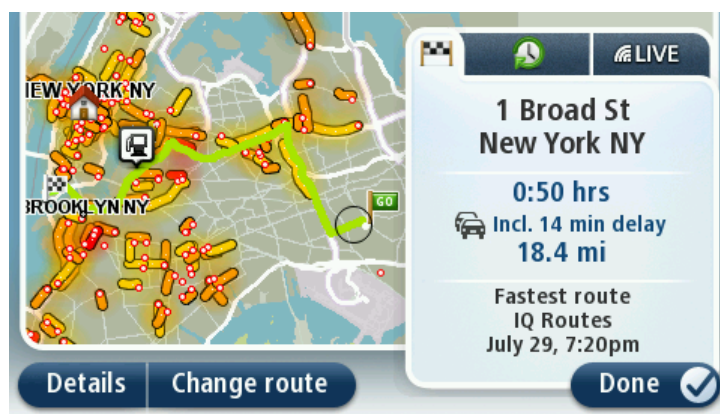 NEW YORK NY
BROOKLYN NY
GO
LIVE
1 Broad St
New York NY
0:50 hrs
Incl. 14 min delay
18.4 mi
Fastest route
IQ Routes
July 29, 7:20pm
Details
Change route
Done